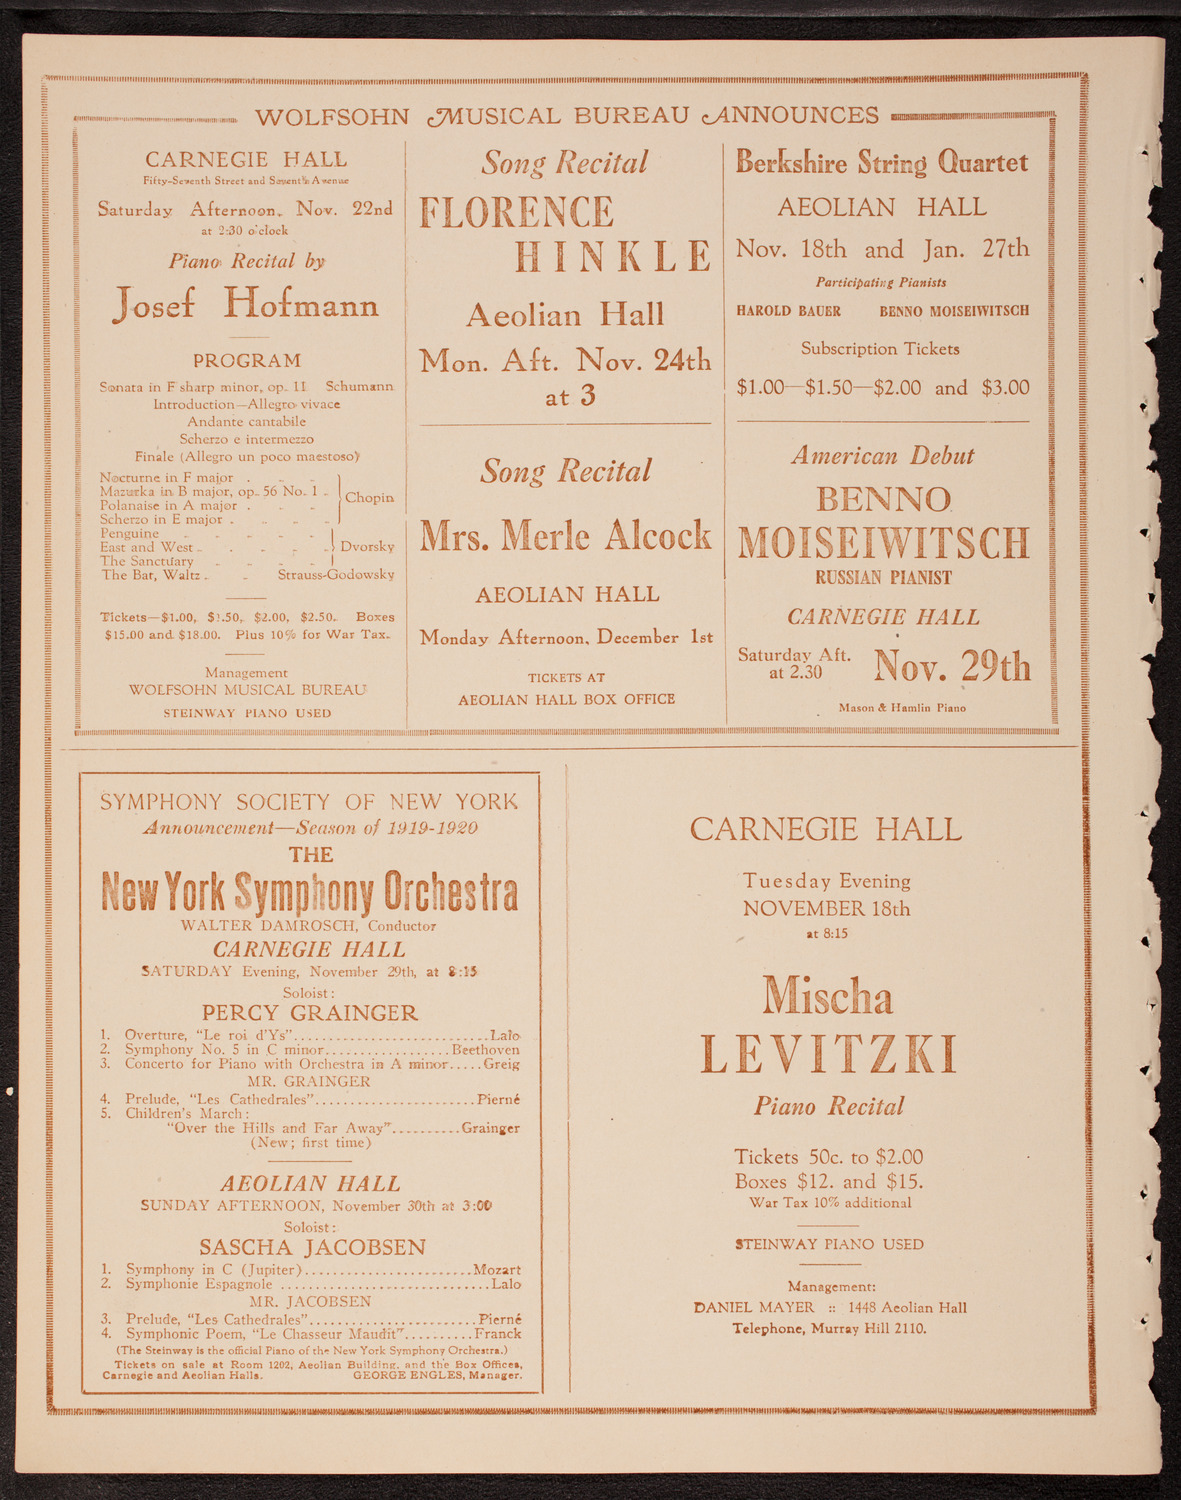 WOLFSOHN MUSICAL BUREAU ANNOUNCES
CARNEGIE HALL
Fifty-Seventh Street and Seventh Avenue
Saturday Afternoon, Nov. 22nd
at 2:30 o'clock
Piano Recital by
Josef Hofmann
PROGRAM
Sonata in F sharp minor, op. 11 Schumann
Introduction—Allegro vivace
Andante cantabile
Scherzo e intermezzo
Finale (Allegro un poco maestoso)
Nocturne in F major
Mazurka in B major, op. 56 No. 1
Polanaise in A major
Scherzo in E major
Chopin
Penguine
East and West
The Sanctuary
Dvorsky
The Bat, Waltz Strauss-Godowsky
Tickets—$1.00, $1.50, $2.00, $2.50. Boxes
$15.00 and $18.00. Plus 10% for War Tax.
Management
WOLFSOHN MUSICAL BUREAU
STEINWAY PIANO USED
Song Recital
FLORENCE
HINKLE
Aeolian Hall
Mon. Aft. Nov. 24th
at 3
Song Recital
Mrs. Merle Alcock
AEOLIAN HALL
Monday Afternoon, December 1st
TICKETS AT
AEOLIAN HALL BOX OFFICE
Berkshire String Quartet
AEOLIAN HALL
Nov. 18th and Jan. 27th
Participating Pianists
HAROLD BAUER BENNO MOISEIWITSCH
Subscription Tickets
$1.00—$1.50—$2.00 and $3.00
American Debut
BENNO
MOISEIWITSCH
RUSSIAN PIANIST
CARNEGIE HALL
Saturday Aft.
at 2.30
Nov. 29th
Mason & Hamlin Piano
SYMPHONY SOCIETY OF NEW YORK
Announcement—Season of 1919-1920
THE
New York Symphony Orchestra
WALTER DAMROSCH, Conductor
CARNEGIE HALL
SATURDAY Evening, November 29th, at 8:15
Soloist:
PERCY GRAINGER
1. Overture, "Le roi d'Ys"............................Lalo
2. Symphony No. 5 in C minor..................Beethoven
3. Concerto for Piano with Orchestra in A minor.....Greig
MR. GRAINGER
4. Prelude, "Les Cathedrales".......................Pierné
5. Children's March:
"Over the Hills and Far Away"..........Grainger
(New; first time)
AEOLIAN HALL
SUNDAY AFTERNOON, November 30th at 3:00
Soloist:
SASCHA JACOBSEN
1. Symphony in C (Jupiter)........................Mozart
2. Symphonie Espagnole ..............................Lalo
MR. JACOBSEN
3. Prelude, "Les Cathedrales"........................Pierné
4. Symphonic Poem, "Le Chasseur Maudit"..........Franck
(The Steinway is the official Piano of the New York Symphony Orchestra.)
Tickets on sale at Room 1202, Aeolian Building, and the Box Offices,
Carnegie and Aeolian Halls. GEORGE ENGLES, Manager.
CARNEGIE HALL
Tuesday Evening
NOVEMBER 18th
at 8:15
Mischa
LEVITZKI
Piano Recital
Tickets 50c. to $2.00
Boxes $12. and $15.
War Tax 10% additional
STEINWAY PIANO USED
Management:
DANIEL MAYER :: 1448 Aeolian Hall
Telephone, Murray Hill 2110.